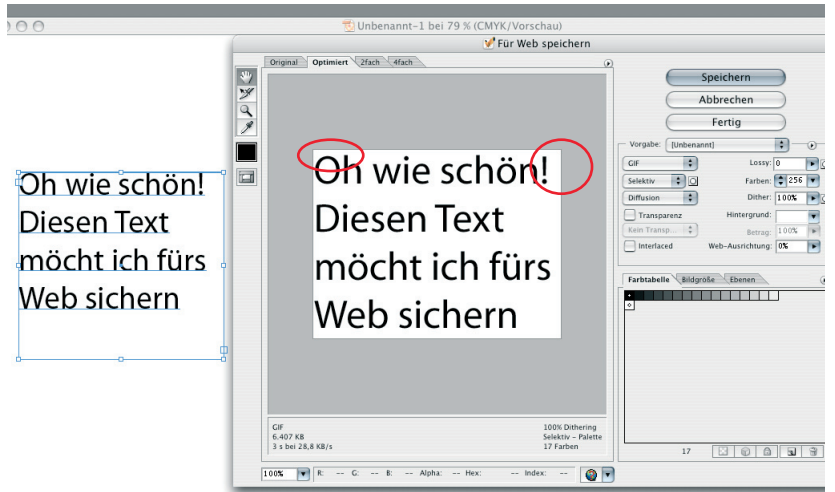 Unbenannt-1 bei 79 % (CMYK/Vorschau)
Für Web speichern
Original Optimiert 2fach 4fach
Oh wie schön!
Diesen Text
möcht ich fürs
Web sichern
Oh wie schön!
Diesen Text
möcht ich fürs
Web sichern
GIF
6.407 KB
3 s bei 28,8 KB/s
100% Dithering
Selektiv - Palette
17 Farben
100% R: -- G: -- B: -- Alpha: -- Hex: -- Index: --
Speichern
Abbrechen
Fertig
Vorgabe: [Unbenannt]
GIF Lossy: 0
Selektiv Farben: 256
Diffusion Dither: 100%
Transparenz Hintergrund:
Kein Transp... Betrag: 100%
Interlaced Web-Ausrichtung: 0%
Farbtabelle Bildgröße Ebenen
17